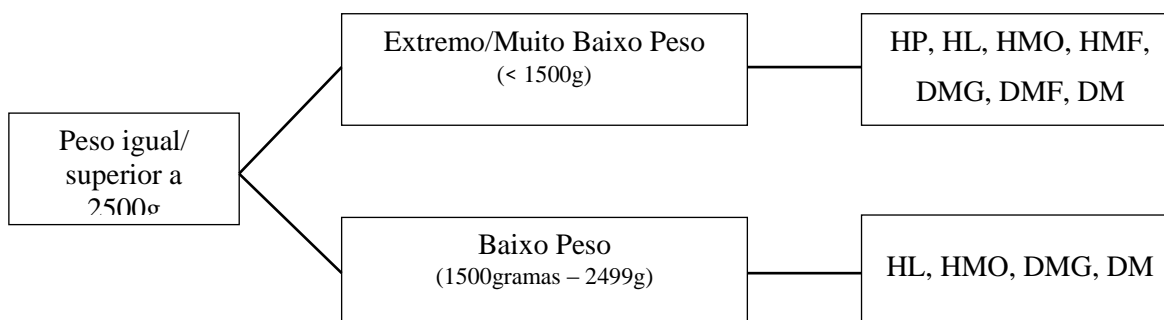 Peso igual/
superior a
2500g
Extremo/Muito Baixo Peso
(< 1500g)
HP, HL, HMO, HMF,
DMG, DMF, DM
Baixo Peso
(1500gramas – 2499g)
HL, HMO, DMG, DM